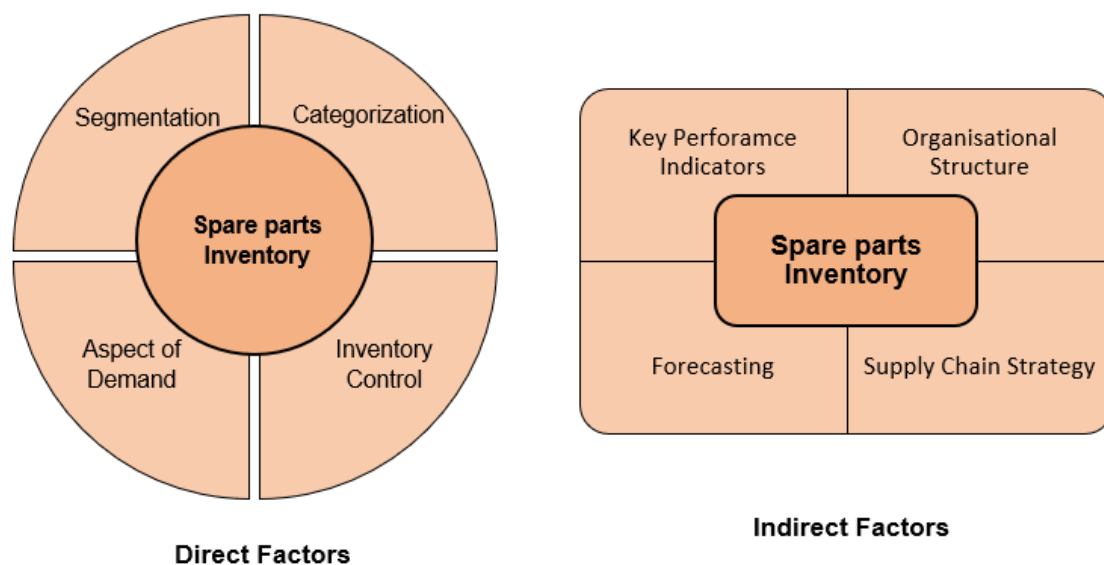 Segmentation
Categorization
Spare parts
Inventory
Aspect of
Demand
Inventory
Control
Direct Factors
Key Perforamce
Indicators
Organisational
Structure
Spare parts
Inventory
Forecasting
Supply Chain Strategy
Indirect Factors